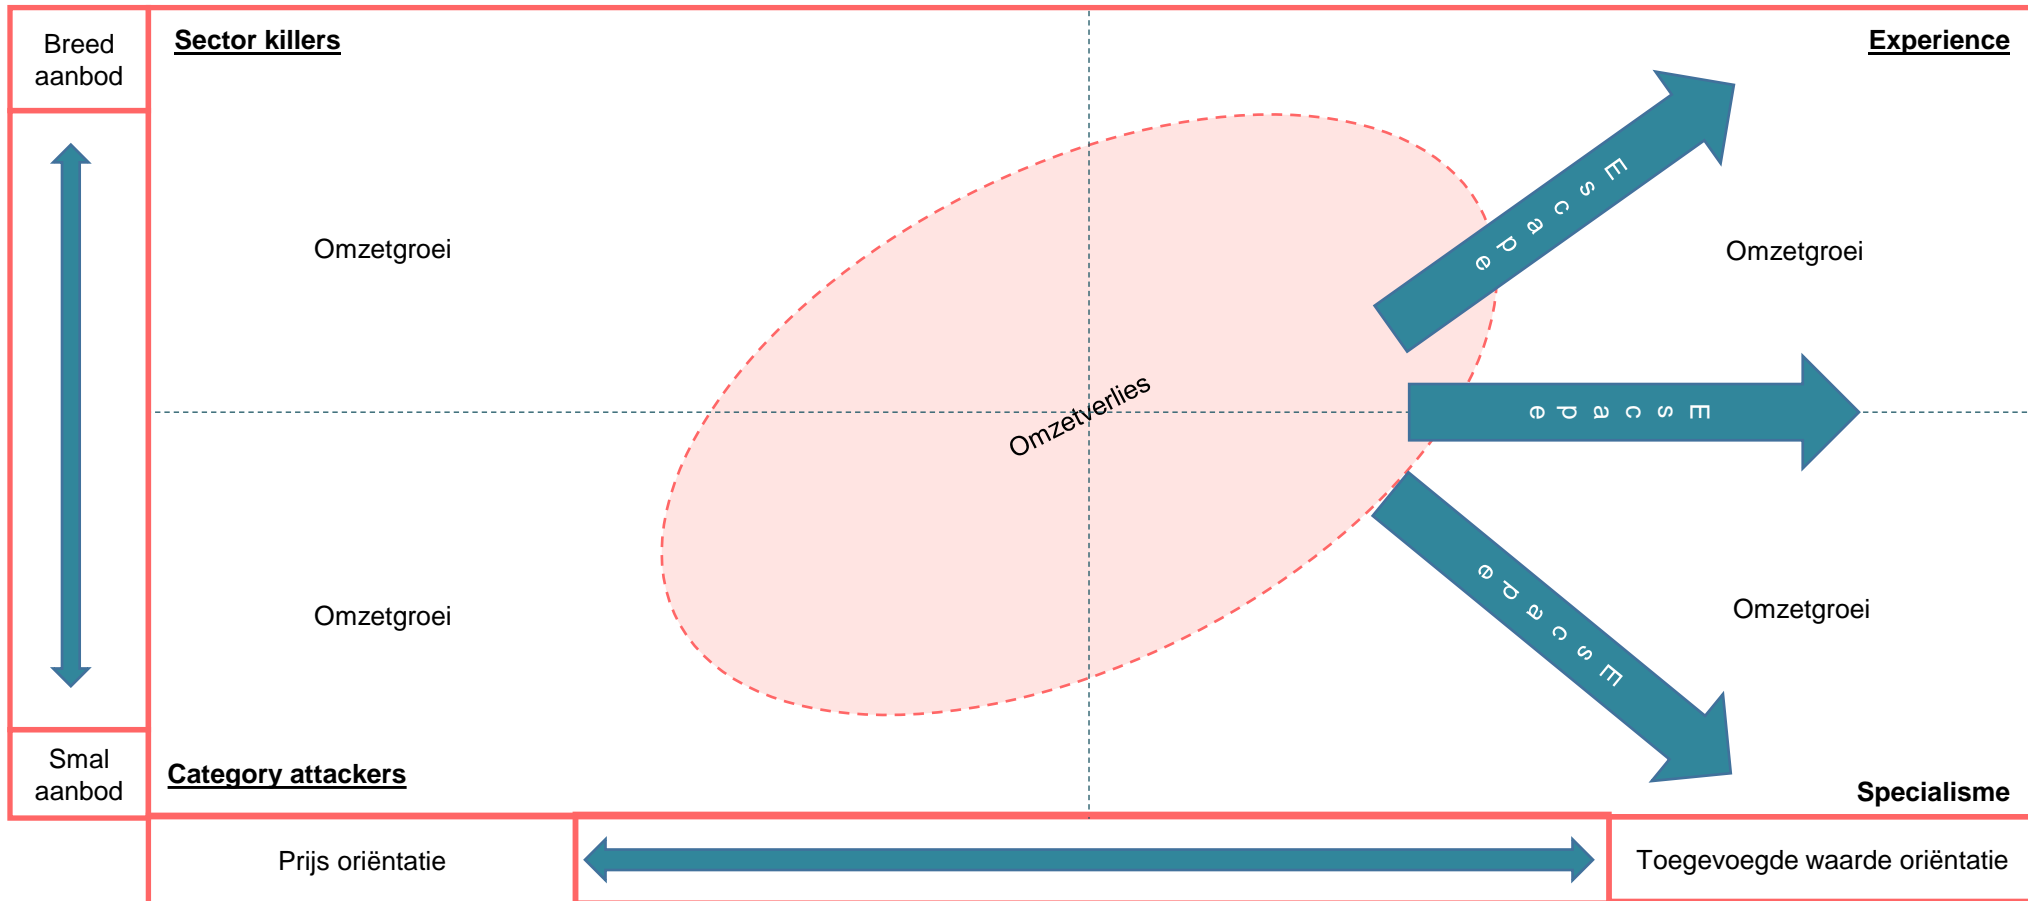 Breed
aanbod
Sector killers
Experience
Escape
Omzetgroei
Omzetgroei
Omzetverlies
Escap
e
Escape
Omzetgroei
Omzetgroei
Smal
aanbod
Category attackers
Specialisme
Prijs oriëntatie
Toegevoegde waarde oriëntatie